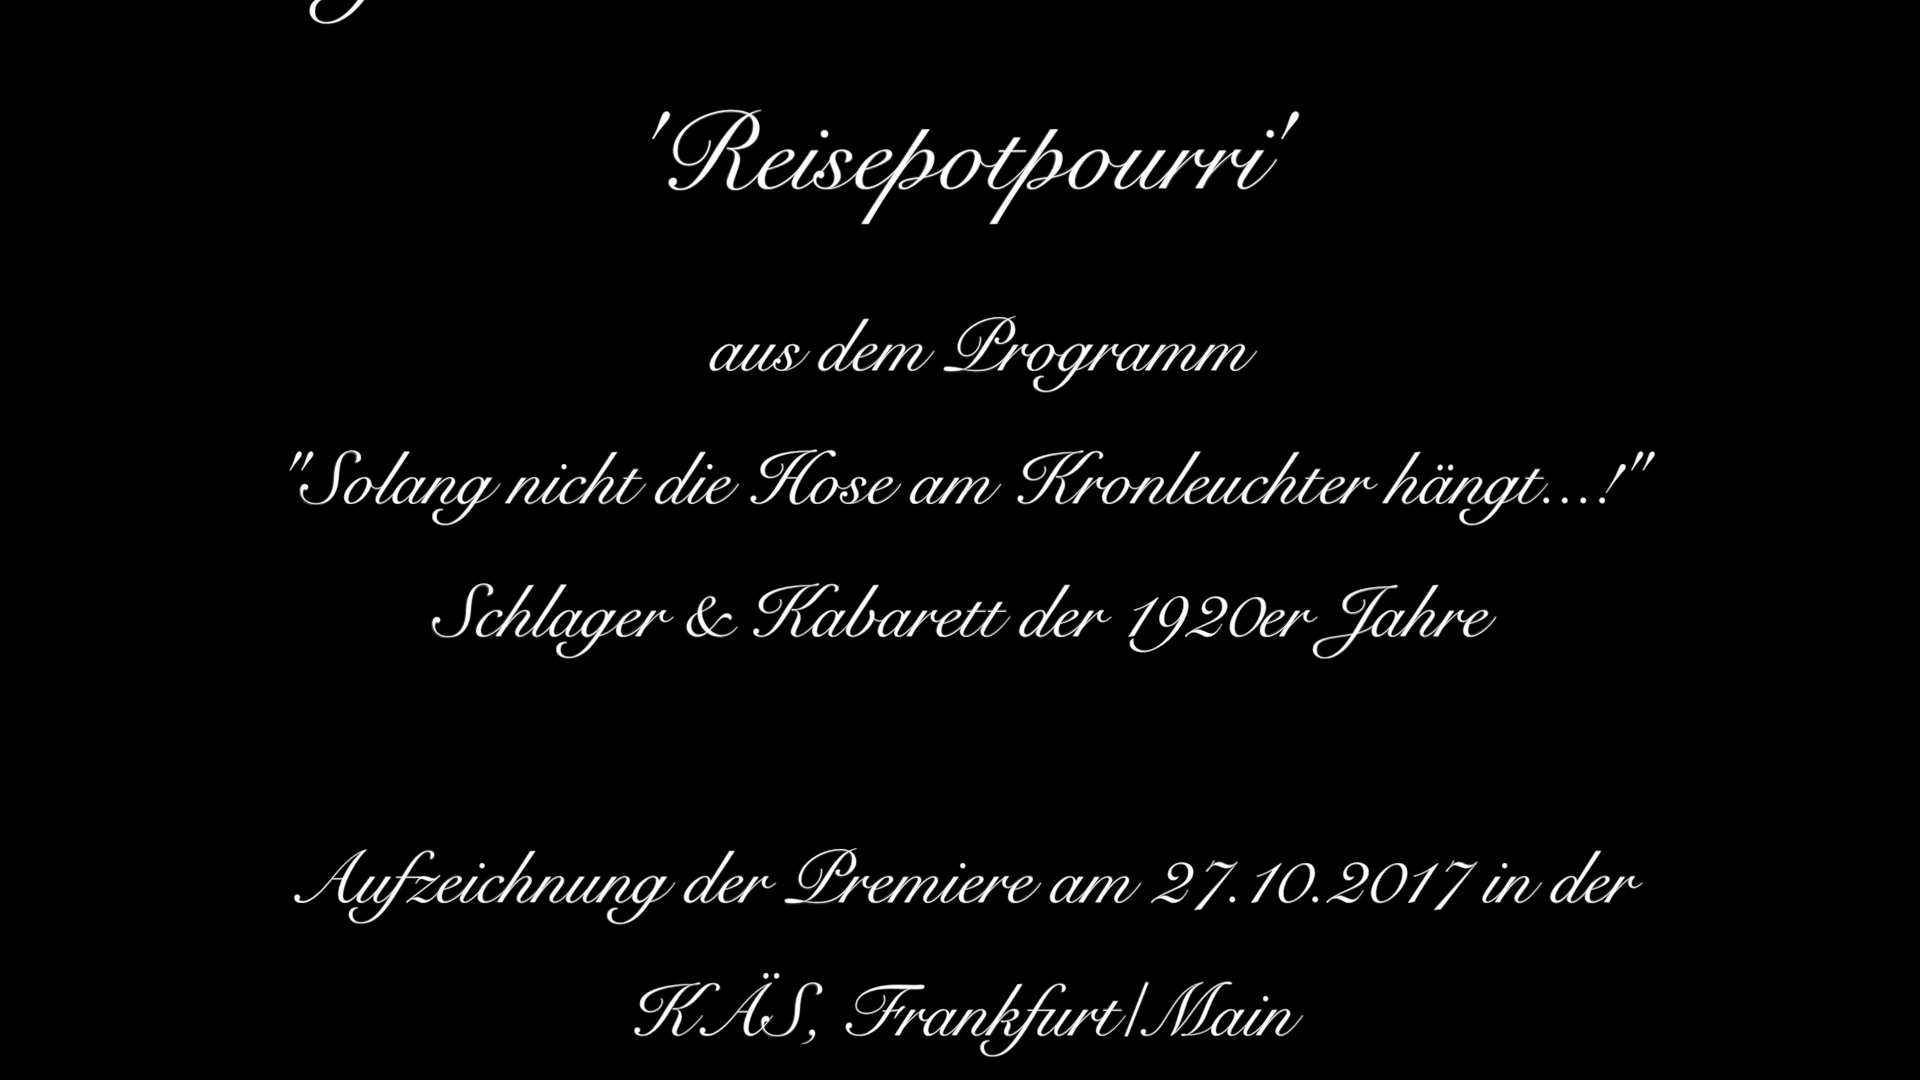 'Reisepotpourri'
aus dem Programm
"Solang nicht die Hose am Kronleuchter hängt...!"
Schlager & Kabarett der 1920er Jahre
Aufzeichnung der Premiere am 27.10.2017 in der
KÄS, Frankfurt|Main